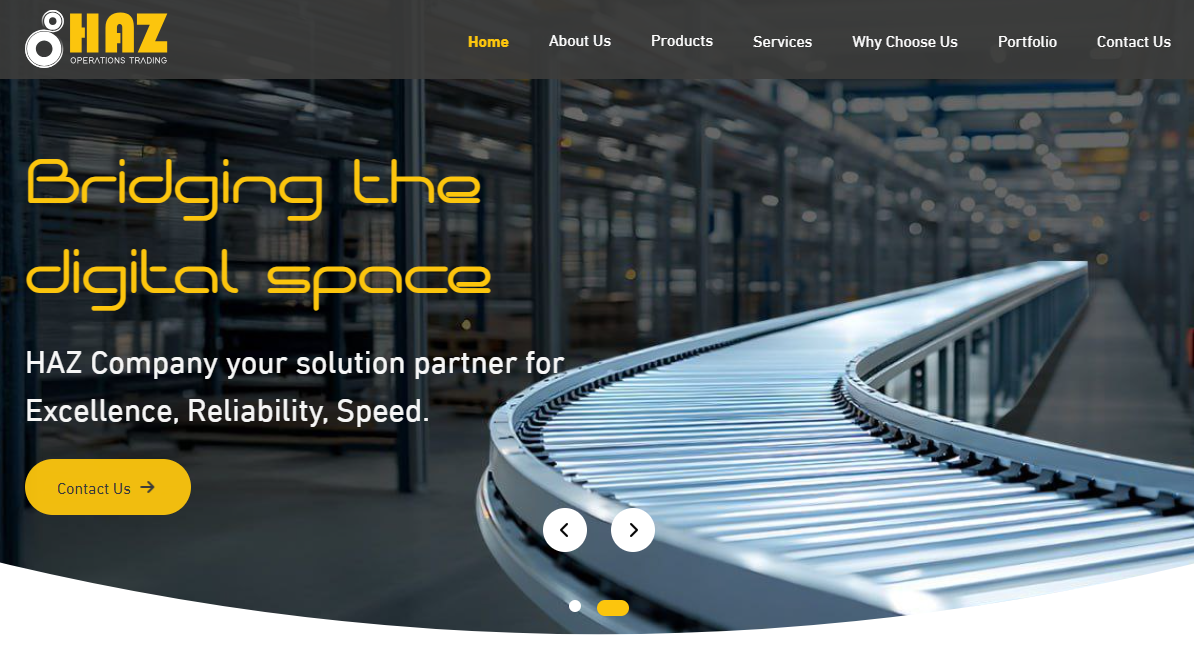 HAZ
OPERATIONS TRADING
Home
About Us
Products
Services
Why Choose Us
Portfolio
Contact Us
Bridging the
digital space
HAZ Company your solution partner for
Excellence, Reliability, Speed.
Contact Us